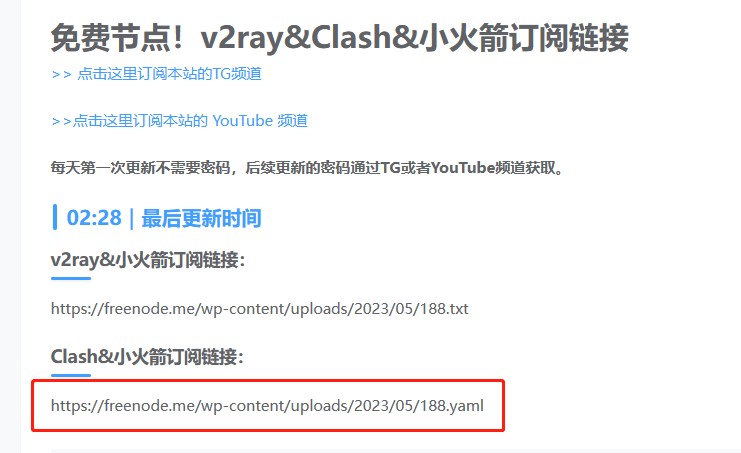 免费节点！v2ray&Clash&小火箭订阅链接
>> 点击这里订阅本站的TG频道
>>点击这里订阅本站的 YouTube 频道
每天第一次更新不需要密码，后续更新的密码通过TG或者YouTube频道获取。
02:28｜最后更新时间
v2ray&小火箭订阅链接：
https://freenode.me/wp-content/uploads/2023/05/188.txt
Clash&小火箭订阅链接：
https://freenode.me/wp-content/uploads/2023/05/188.yaml